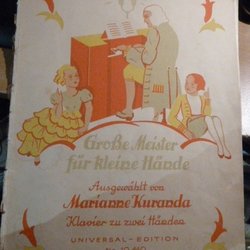 Große Meister
für kleine Hände
Ausgewählt von
Marianne Kuranda
Klavier zu zwei Händen
UNIVERSAL-EDITION